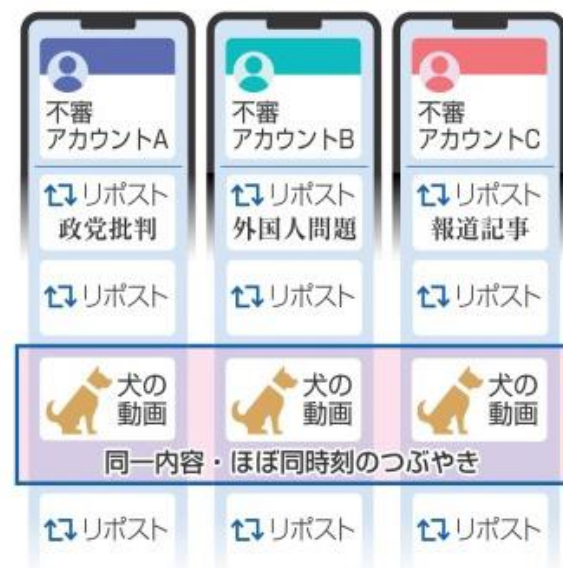 不審
アカウントA
不審
アカウントB
不審
アカウントC
リポスト
政党批判
リポスト
外国人問題
リポスト
報道記事
リポスト
リポスト
リポスト
犬の
動画
犬の
動画
犬の
動画
同一内容・ほぼ同時刻のつぶやき
リポスト
リポスト
リポスト